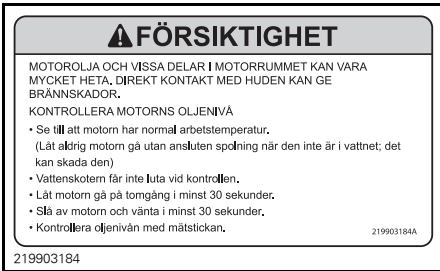 FÖRSIKTIGHET
MOTOROLJA OCH VISSA DELAR I MOTORRUMMET KAN VARA
MYCKET HETA. DIREKT KONTAKT MED HUDEN KAN GE
BRÄNNSKADOR.
KONTROLLERA MOTORNS OLJENIVÅ
• Se till att motorn har normal arbetstemperatur.
(Låt aldrig motorn gå utan ansluten spolning när den inte är i vattnet; det
kan skada den)
• Vattenskotern får inte luta vid kontrollen.
• Låt motorn gå på tomgång i minst 30 sekunder.
• Slå av motorn och vänta i minst 30 sekunder.
• Kontrollera oljenivån med mätstickan.
219903184A
219903184